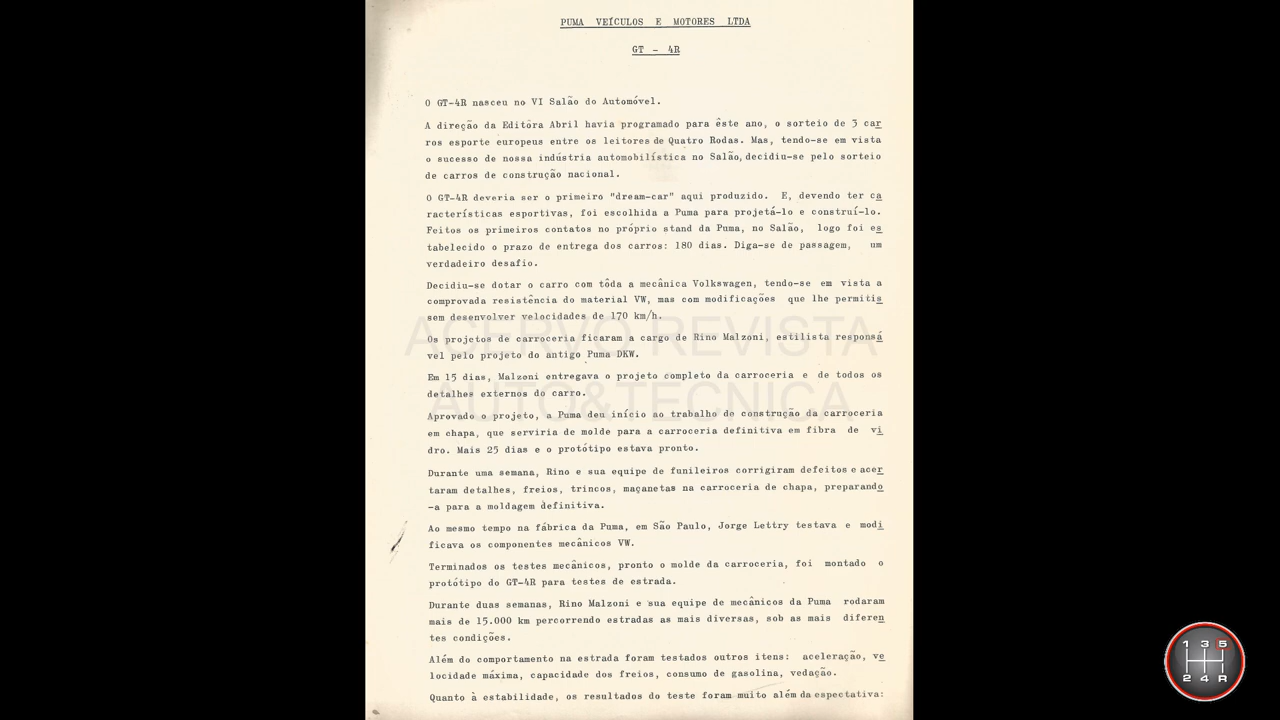 PUMA VEÍCULOS E MOTORES LTDA
GT - 4R
O GT-4R nasceu no VI Salão do Automóvel.
A direção da Editôra Abril havia programado para êste ano, o sorteio de 3 car
ros esporte europeus entre os leitores de Quatro Rodas. Mas, tendo-se em vista
o sucesso de nossa indústria automobilística no Salão, decidiu-se pelo sorteio
de carros de construção nacional.
O GT-4R deveria ser o primeiro "dream-car" aqui produzido. E, devendo ter ca
racterísticas esportivas, foi escolhida a Puma para projetá-lo e construí-lo.
Feitos os primeiros contatos no próprio stand da Puma, no Salão, logo foi es
tabelecido o prazo de entrega dos carros: 180 dias. Diga-se de passagem, um
verdadeiro desafio.
Decidiu-se dotar o carro com tôda a mecânica Volkswagen, tendo-se em vista a
comprovada resistência do material VW, mas com modificações que lhe permitis
sem desenvolver velocidades de 170 km/h.
Os projetos de carroceria ficaram a cargo de Rino Malzoni, estilista responsá
vel pelo projeto do antigo Puma DKW.
Em 15 dias, Malzoni entregava o projeto completo da carroceria e de todos os
detalhes externos do carro.
Aprovado o projeto, a Puma deu início ao trabalho de construção da carroceria
em chapa, que serviria de molde para a carroceria definitiva em fibra de vi
dro. Mais 25 dias e o protótipo estava pronto.
Durante uma semana, Rino e sua equipe de funileiros corrigiram defeitos e acer
taram detalhes, freios, trincos, maçanetas na carroceria de chapa, preparando
-a para a moldagem definitiva.
Ao mesmo tempo na fábrica da Puma, em São Paulo, Jorge Lettry testava e modi
ficava os componentes mecânicos VW.
Terminados os testes mecânicos, pronto o molde da carroceria, foi montado o
protótipo do GT-4R para testes de estrada.
Durante duas semanas, Rino Malzoni e sua equipe de mecânicos da Puma rodaram
mais de 15.000 km percorrendo estradas as mais diversas, sob as mais diferen
tes condições.
Além do comportamento na estrada foram testados outros itens: aceleração, ve
locidade máxima, capacidade dos freios, consumo de gasolina, vedação.
Quanto à estabilidade, os resultados do teste foram muito além da espectativa:
ACERVO REVISTA
AUTO&TECNICA
1 3 5
2 4 R